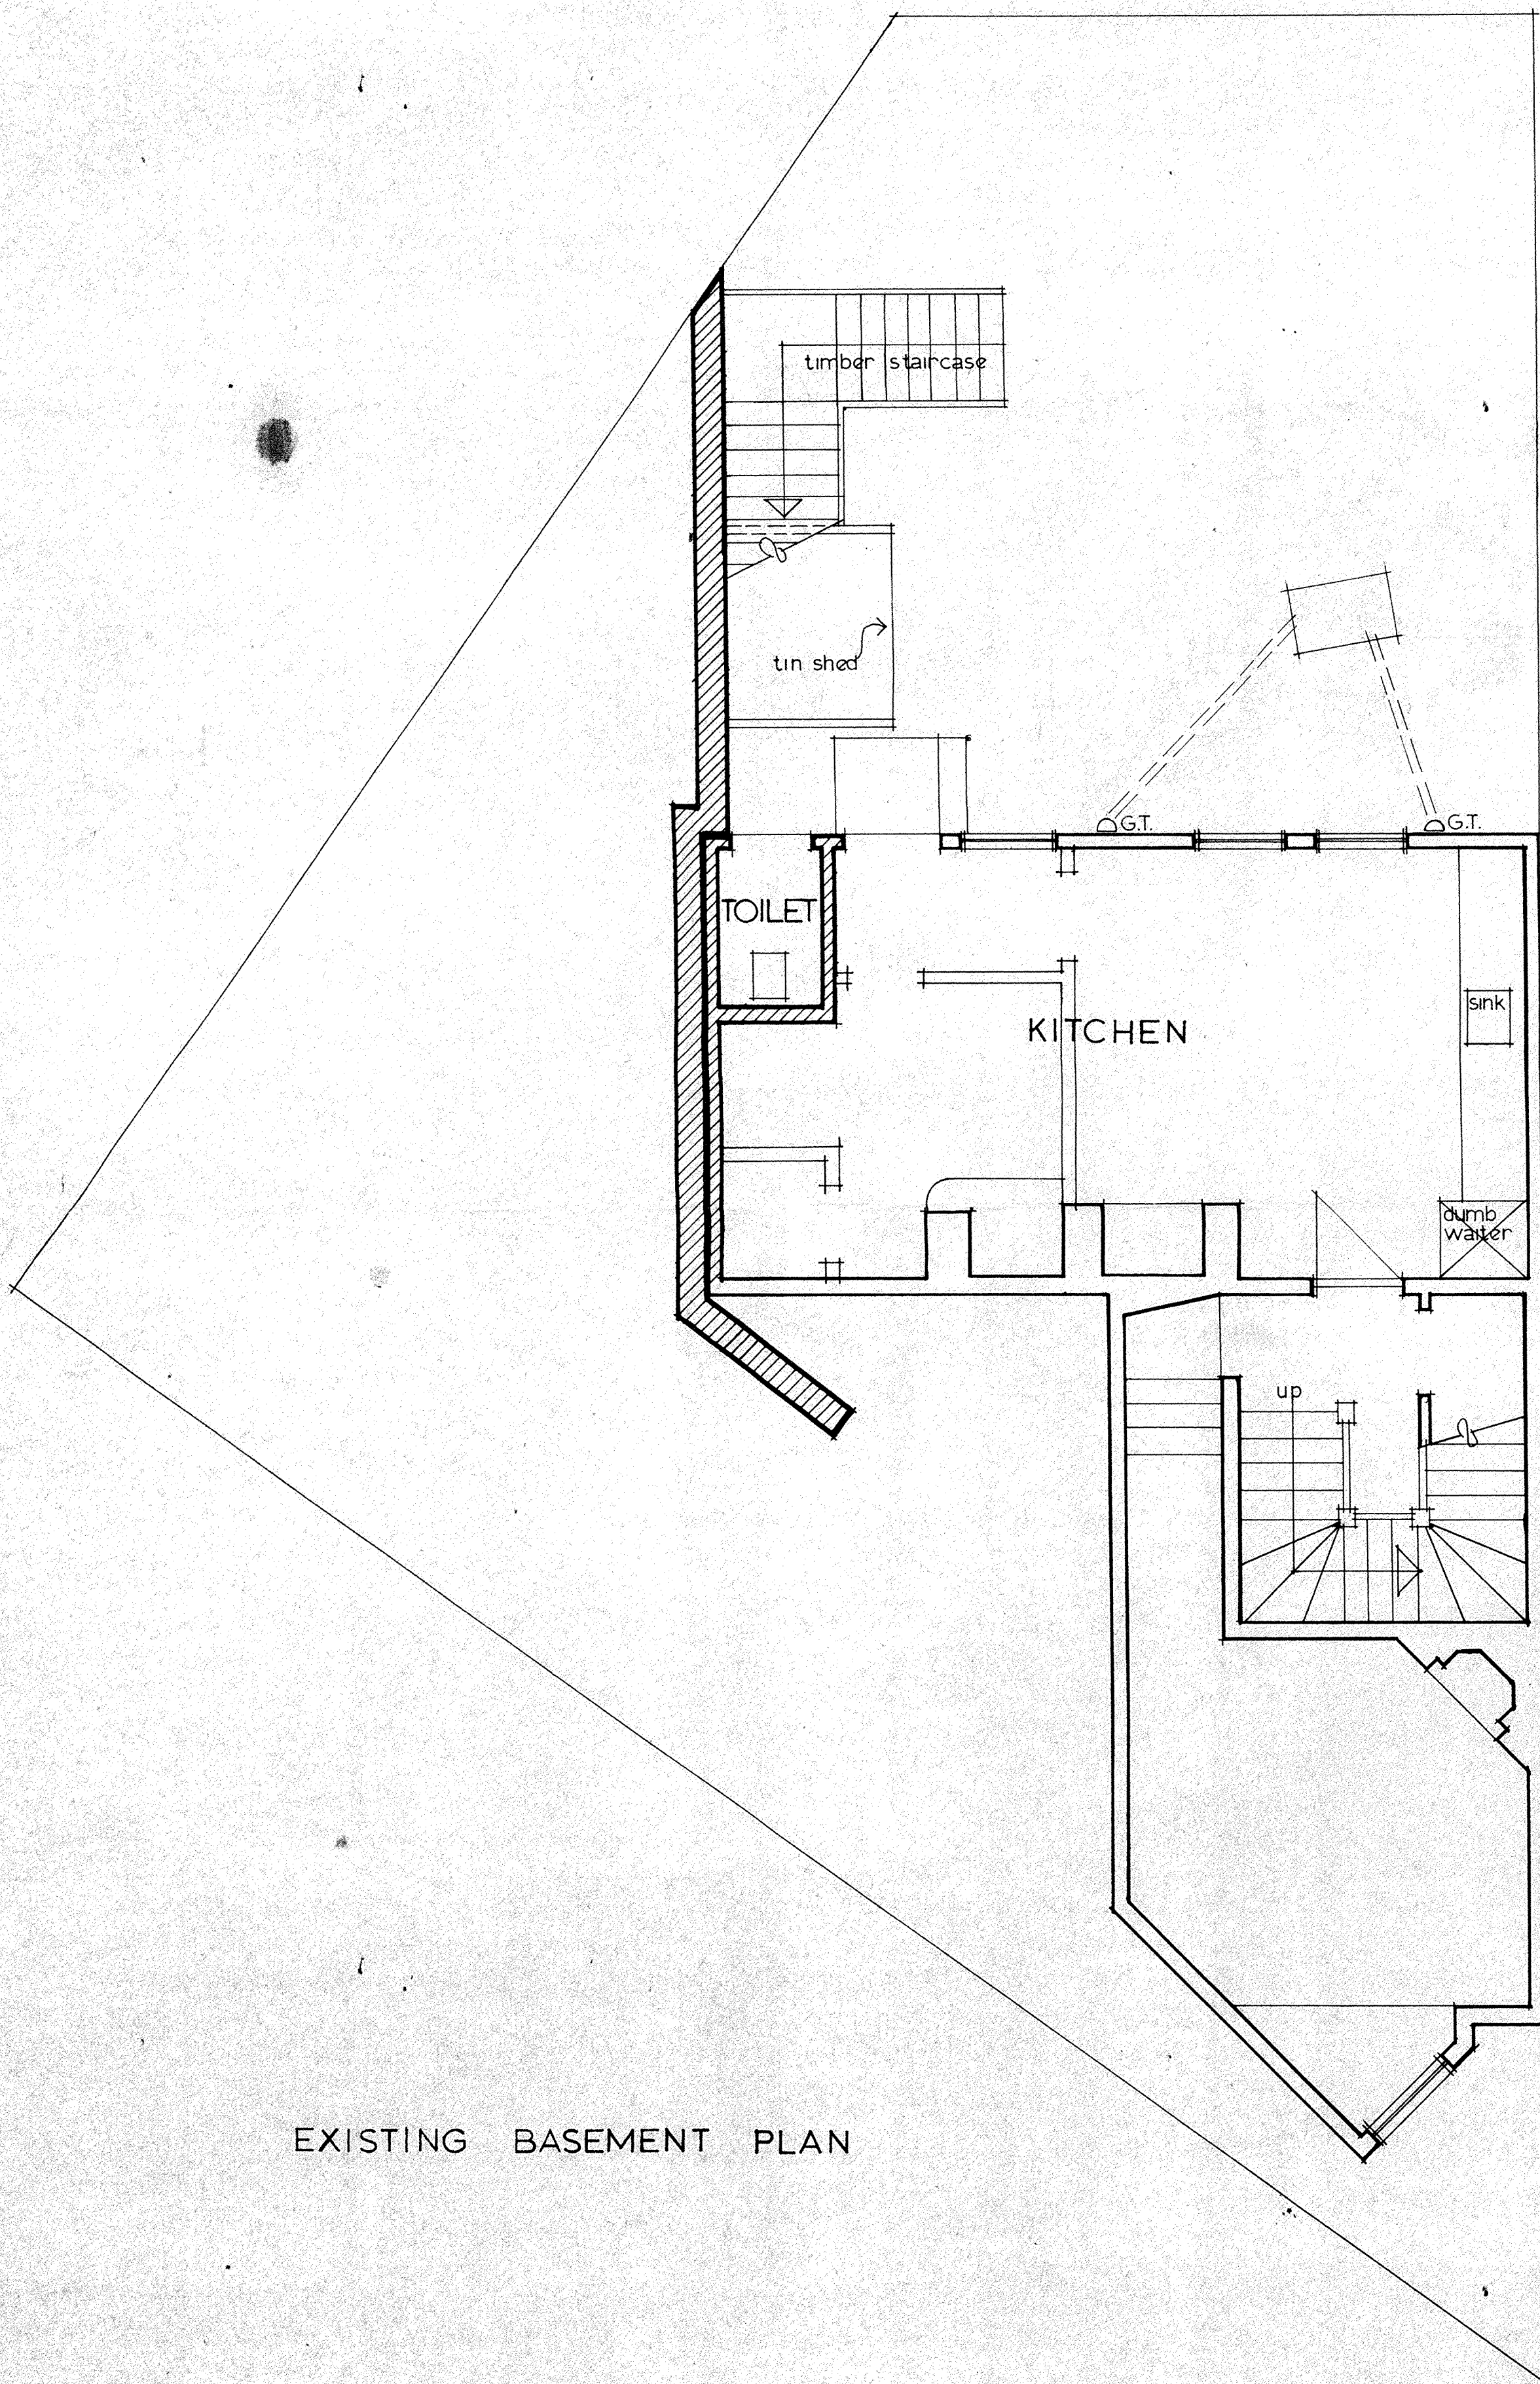 timber staircase
tin shed
G.T.
G.T.
TOILET
sink
KITCHEN
dumb
waiter
up
EXISTING BASEMENT PLAN